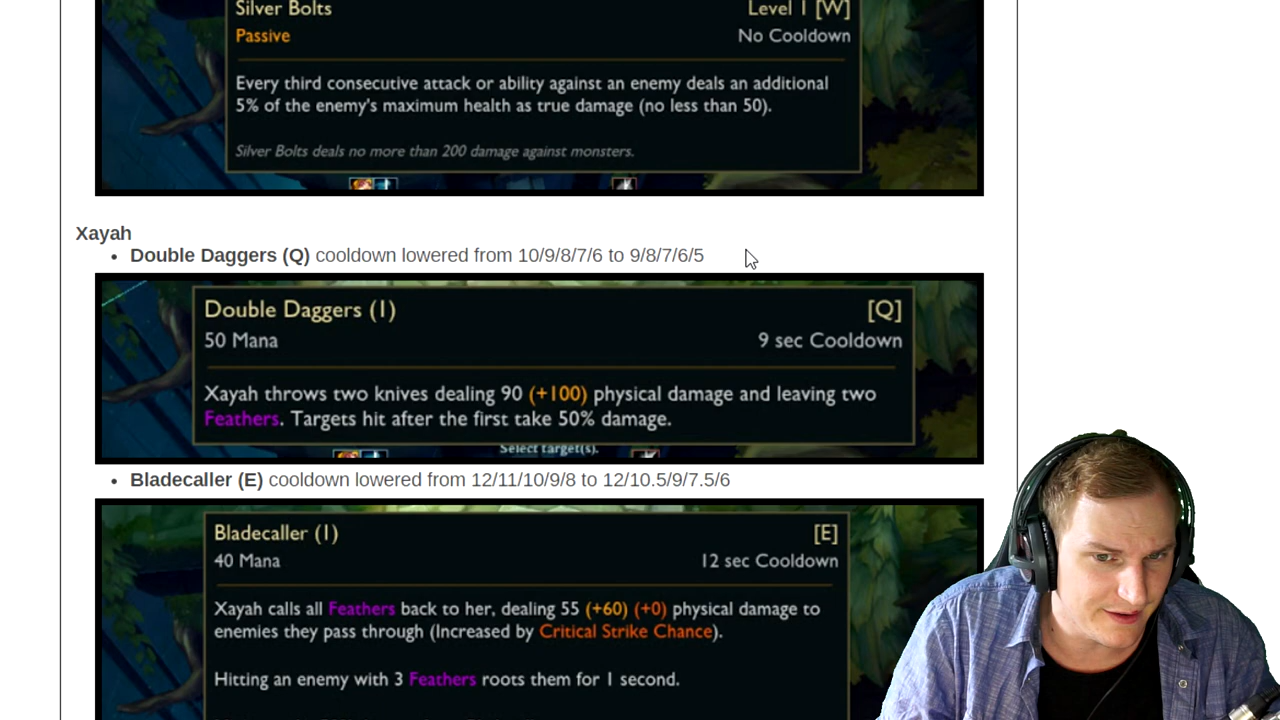 Silver Bolts Level 1 [W]
Passive No Cooldown
Every third consecutive attack or ability against an enemy deals an additional
5% of the enemy's maximum health as true damage (no less than 50).
Silver Bolts deals no more than 200 damage against monsters.
Xayah
• Double Daggers (Q) cooldown lowered from 10/9/8/7/6 to 9/8/7/6/5
Double Daggers (1) [Q]
50 Mana 9 sec Cooldown
Xayah throws two knives dealing 90 (+100) physical damage and leaving two
Feathers. Targets hit after the first take 50% damage.
Select target(s).
• Bladecaller (E) cooldown lowered from 12/11/10/9/8 to 12/10.5/9/7.5/6
Bladecaller (1) [E]
40 Mana 12 sec Cooldown
Xayah calls all Feathers back to her, dealing 55 (+60) (+0) physical damage to
enemies they pass through (Increased by Critical Strike Chance).
Hitting an enemy with 3 Feathers roots them for 1 second.